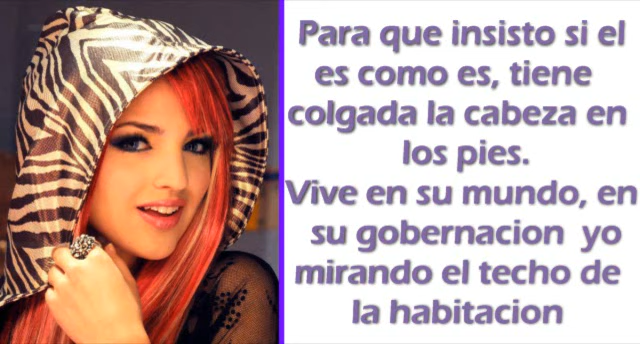 Para que insisto si el
es como es, tiene
colgada la cabeza en
los pies.
Vive en su mundo, en
su gobernacion yo
mirando el techo de
la habitacion